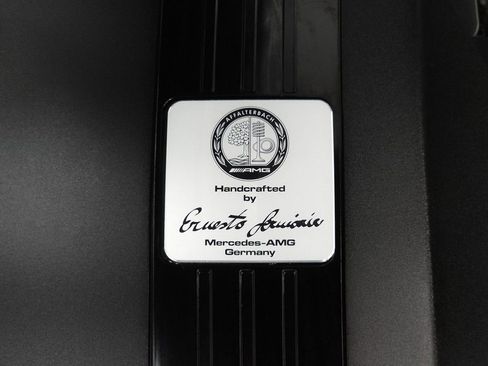 AFFALTERBACH
AMG
Handcrafted
by
Ernesto
Mercedes-AMG
Germany